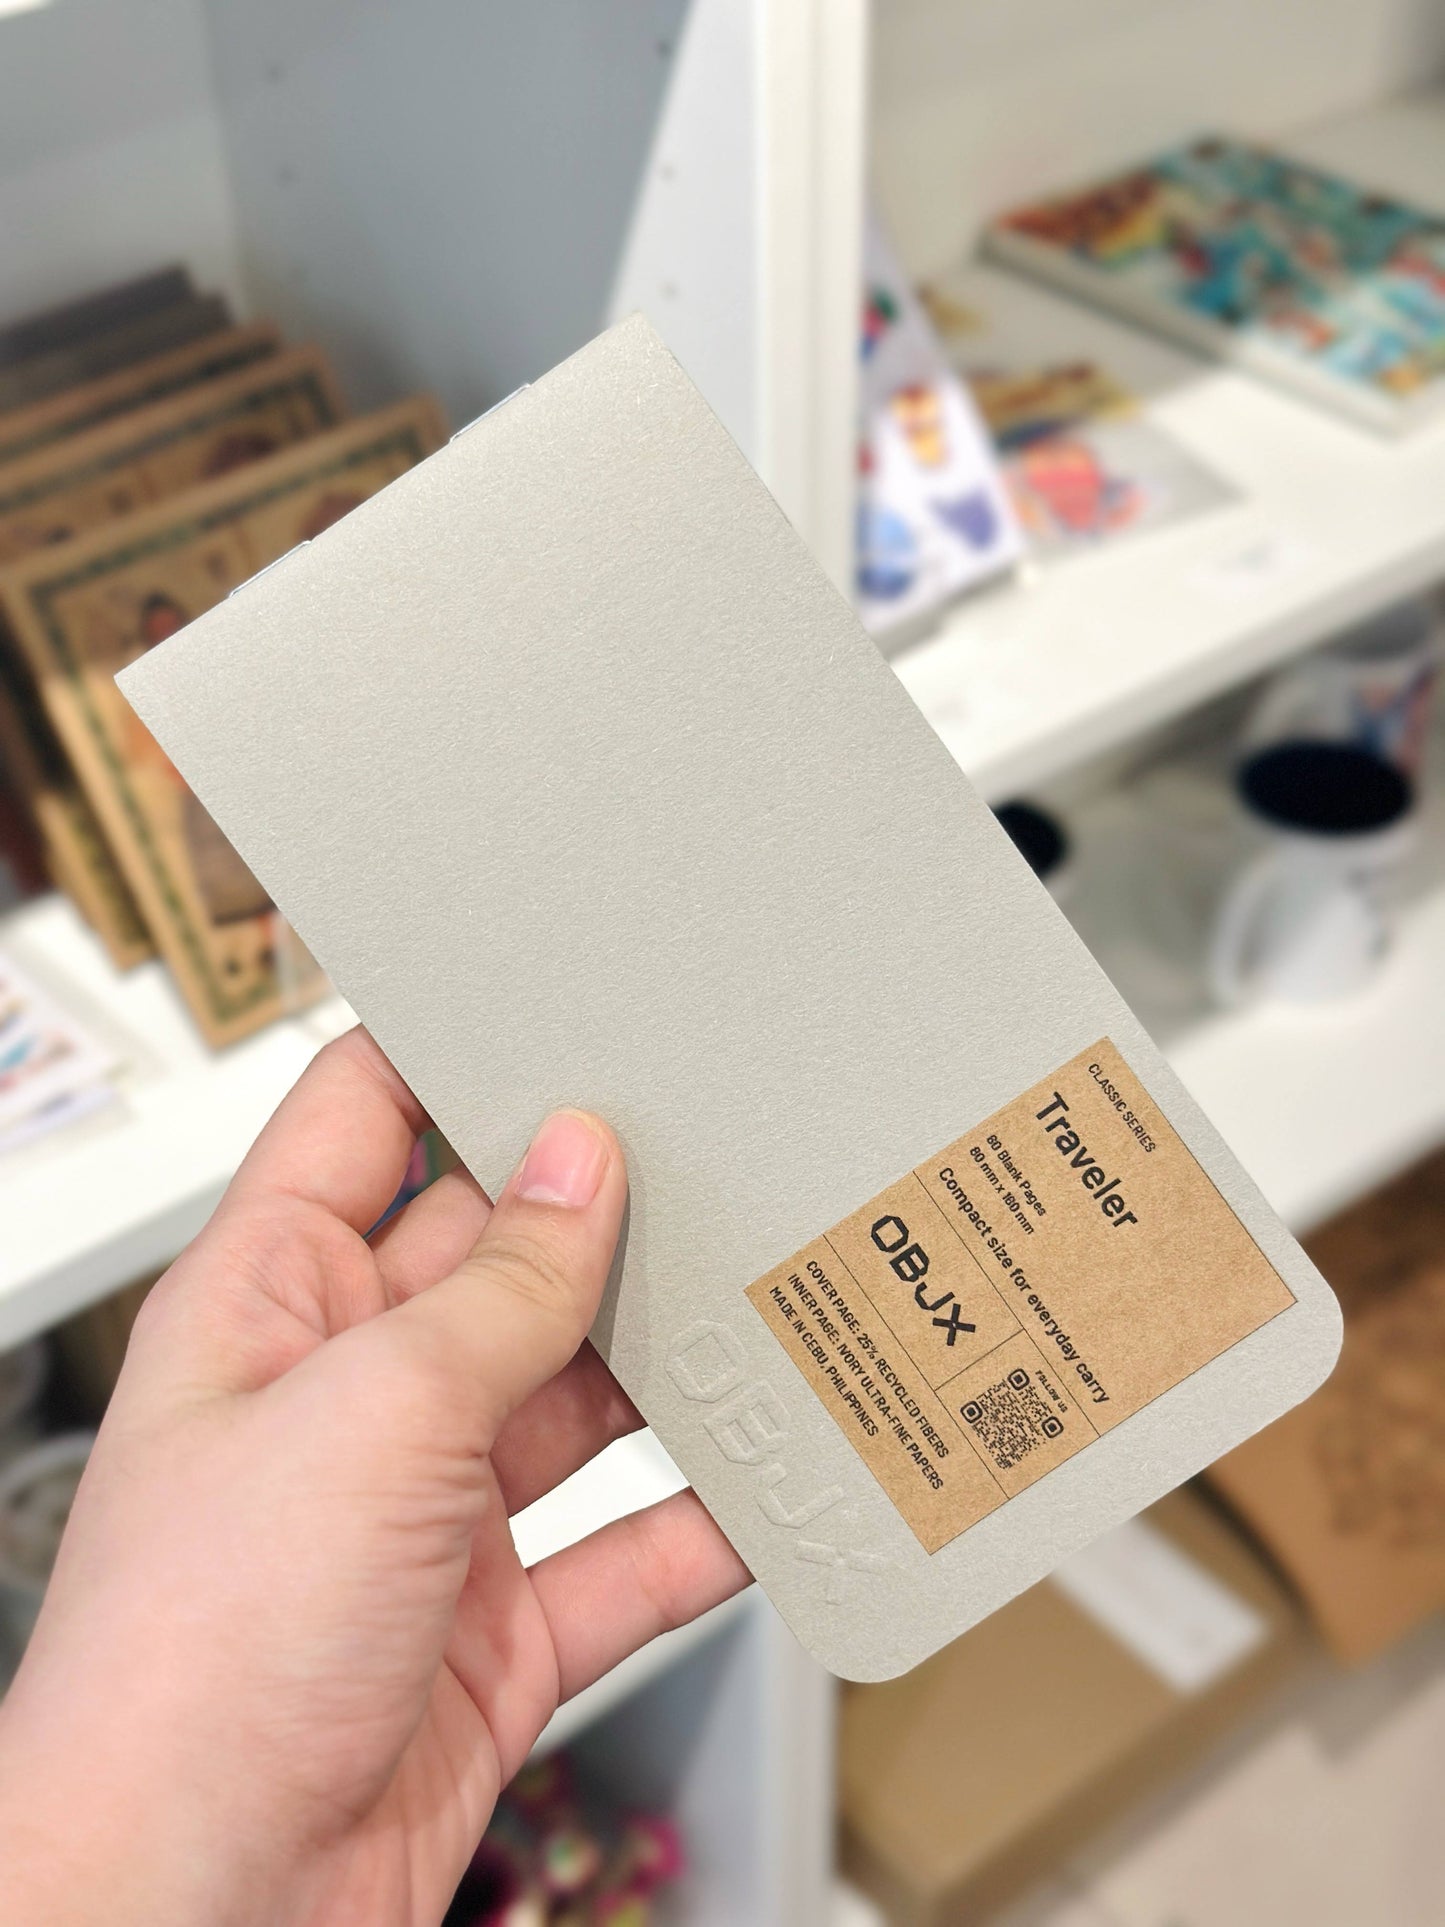 CLASSIC SERIES
Traveler
60 Blank Pages
80 mm x 160 mm
Compact size for everyday carry
OBJX
FOLLOW US
COVER PAGE: 25% RECYCLED FIBERS
INNER PAGE: IVORY ULTRA-FINE PAPERS
MADE IN CEBU, PHILIPPINES
OBJX